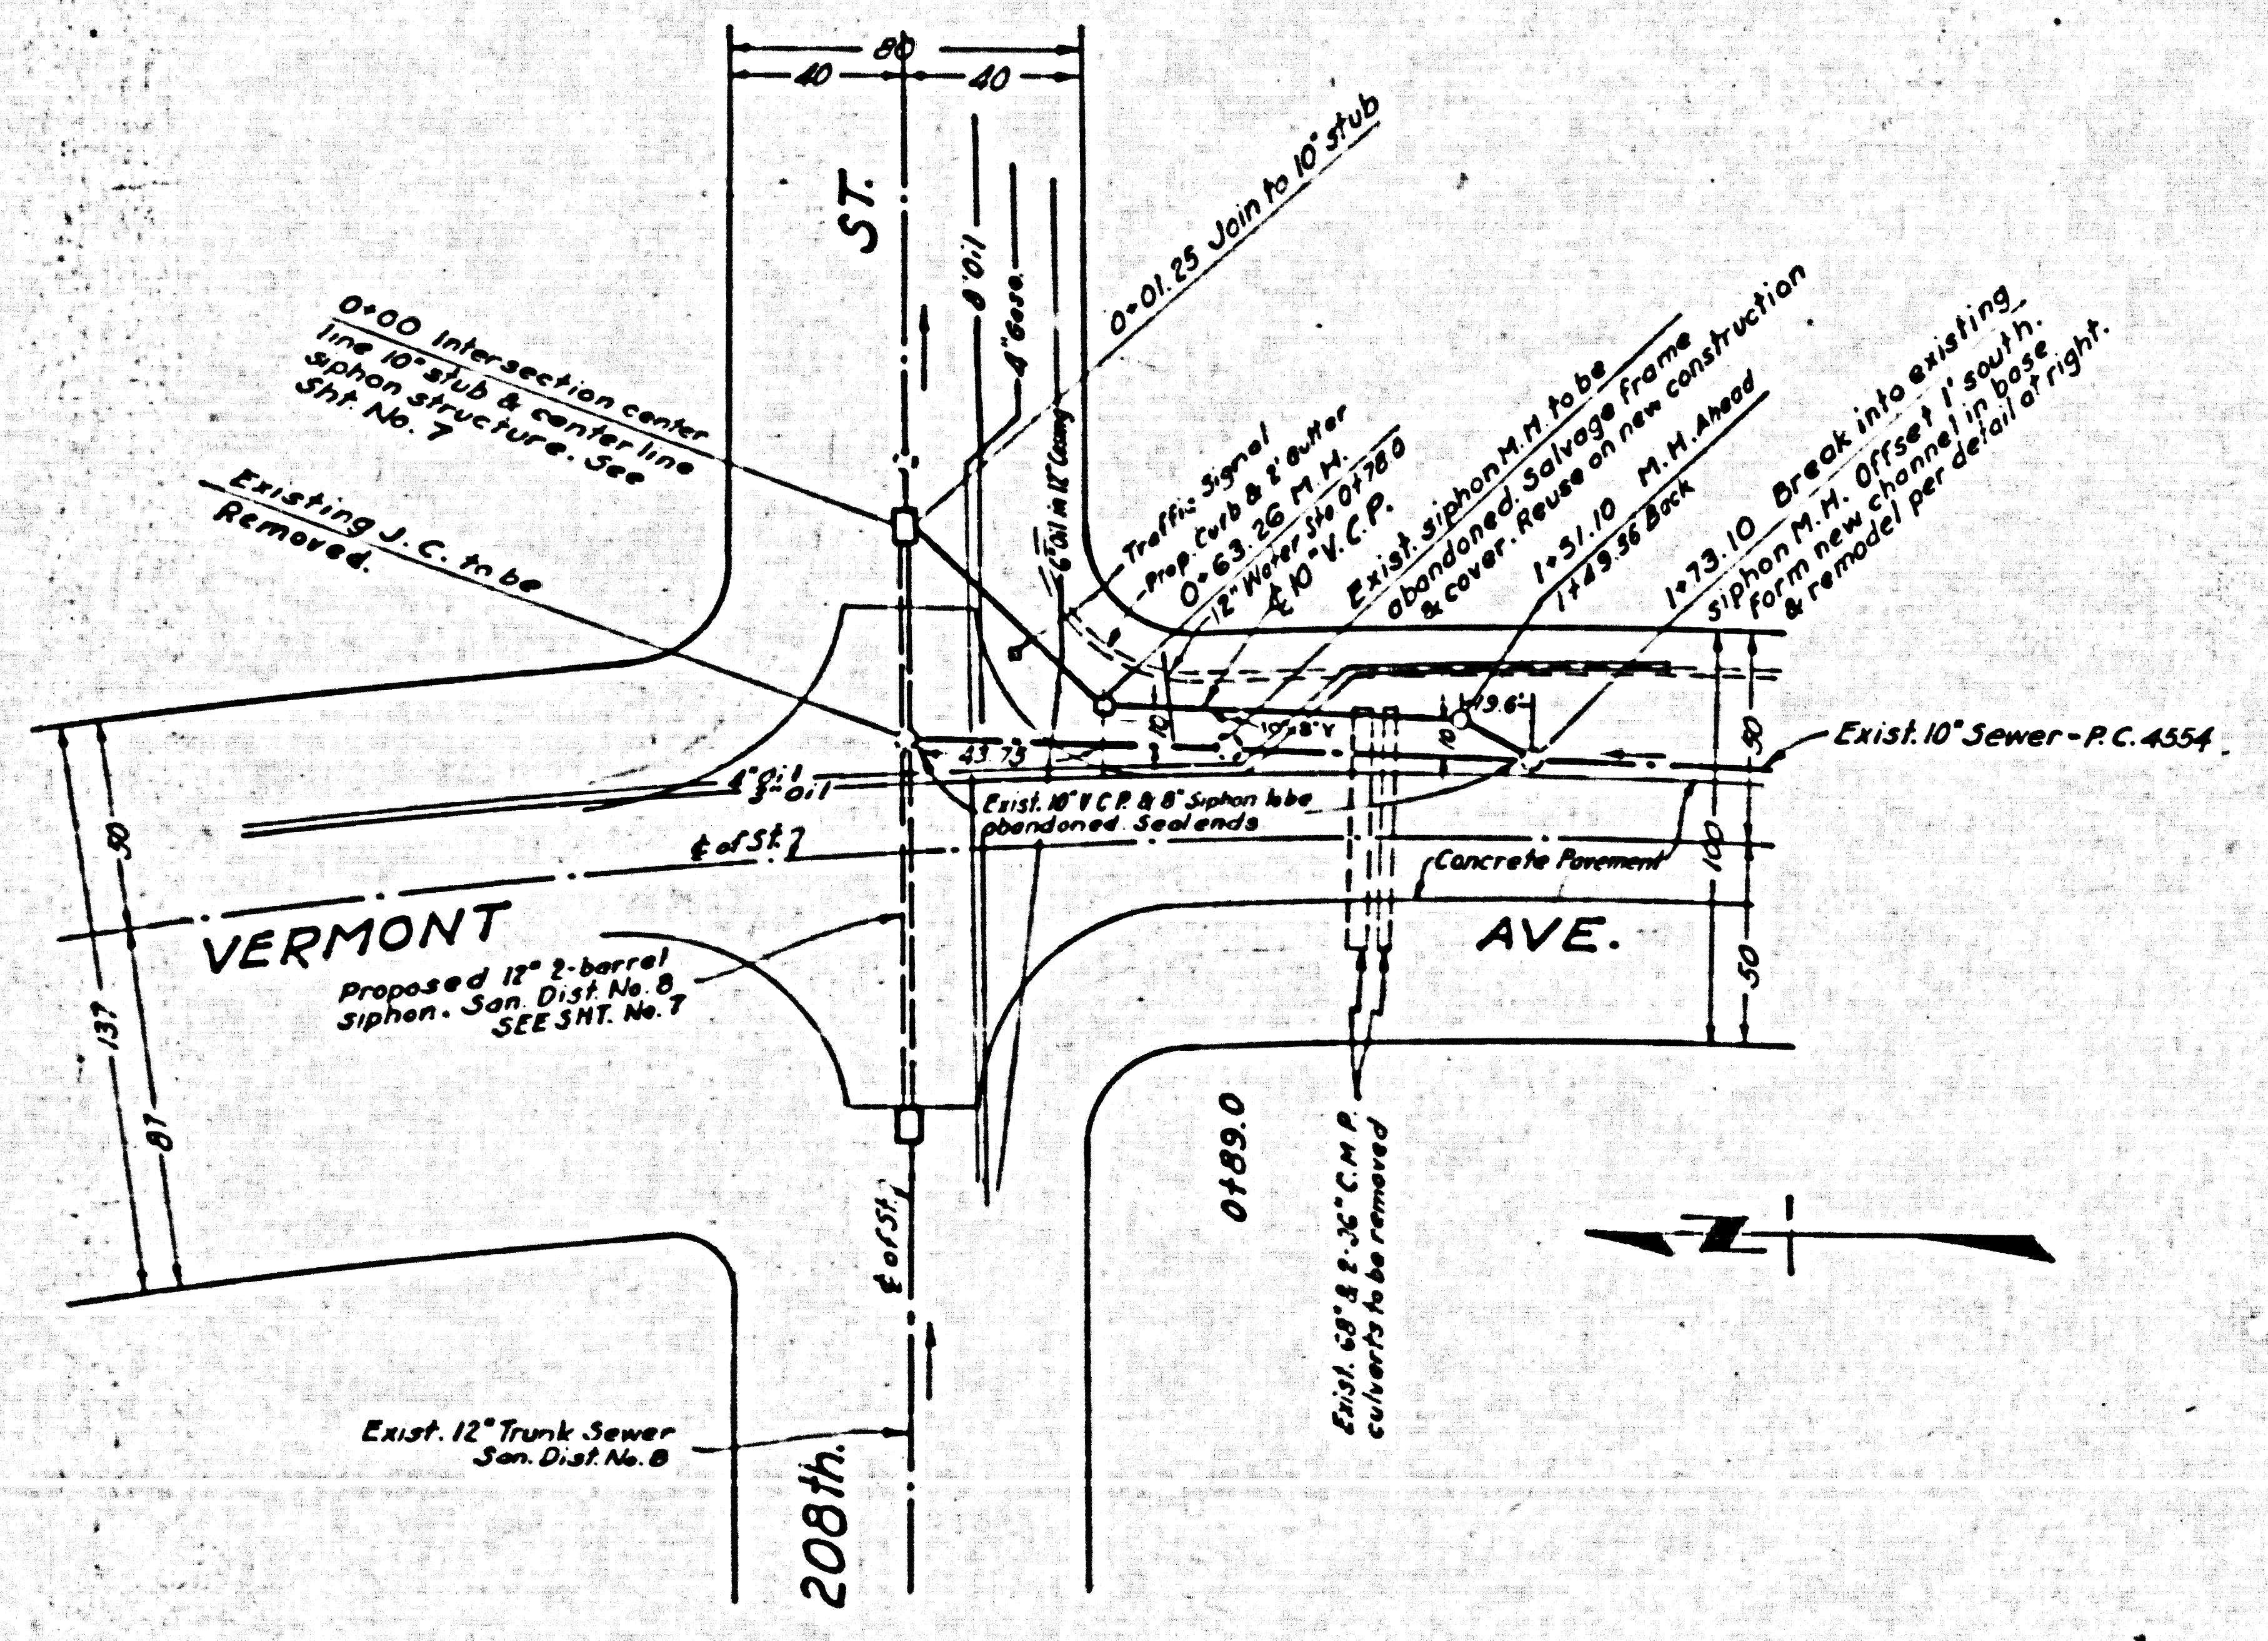 80
40
40
ST.
8" Oil
4" Gaso.
6" Oil in 12" Casing
0+01.25 Join to 10" stub
0+00 Intersection center
line 10" stub & center line
siphon structure. See
Sht. No. 7
Existing J.C. to be
Removed.
Traffic Signal
Prop. Curb & 2' Gutter
0+63.26 M.H.
12" Water Sta. 0+78.0
℄ 10" V.C.P.
Exist. siphon M.H. to be
abandoned. Salvage frame
& cover. Reuse on new construction
1+51.10 M.H. Ahead
1+49.56 Back
1+73.10 Break into existing
siphon M.H. Offset 1' south.
Form new channel in base
& remodel per detail at right.
10
10
19.6
43.75
50
Exist. 10" Sewer - P.C. 4554
4" Oil
3" Oil
Exist. 10" V.C.P. & 8" Siphon to be
abandoned. Seal ends
℄ of St.
Concrete Pavement
100
50
50
137
87
VERMONT
AVE.
Proposed 12" 2-barrel
siphon. San. Dist. No. 8
SEE SHT. No. 7
0+89.0
Exist. 68" & 2-36" C.M.P.
culverts to be removed
℄ of St.
Exist. 12" Trunk Sewer
San. Dist. No. 8
208th.